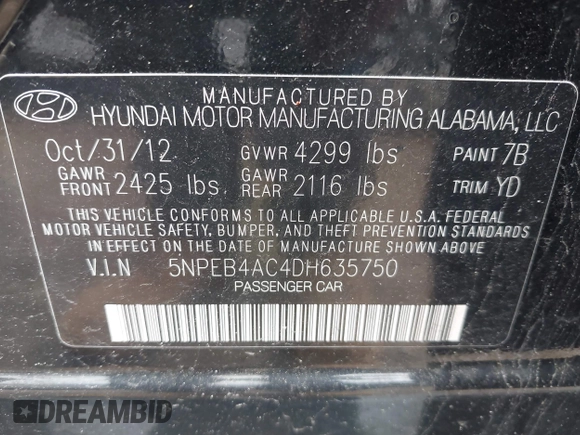 MANUFACTURED BY
HYUNDAI MOTOR MANUFACTURING ALABAMA, LLC
Oct/31/12 GVWR 4299 lbs PAINT 7B
GAWR FRONT 2425 lbs GAWR REAR 2116 lbs TRIM YD
THIS VEHICLE CONFORMS TO ALL APPLICABLE U.S.A. FEDERAL
MOTOR VEHICLE SAFETY, BUMPER, AND THEFT PREVENTION STANDARDS
IN EFFECT ON THE DATE OF MANUFACTURE SHOWN ABOVE.
V.I.N 5NPEB4AC4DH635750
PASSENGER CAR
DREAMBID